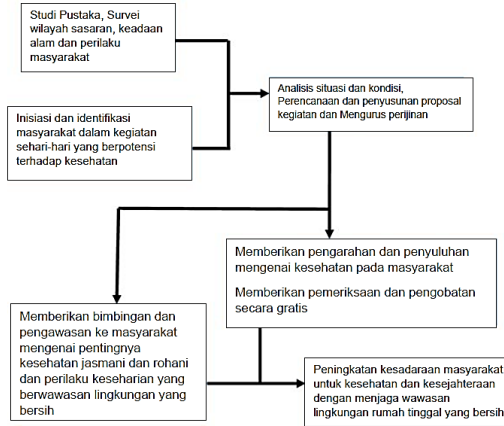 Studi Pustaka, Survei
wilayah sasaran, keadaan
alam dan perilaku
masyarakat
Inisiasi dan identifikasi
masyarakat dalam kegiatan
sehari-hari yang berpotensi
terhadap kesehatan
Analisis situasi dan kondisi,
Perencanaan dan penyusunan proposal
kegiatan dan Mengurus perijinan
Memberikan pengarahan dan penyuluhan
mengenai kesehatan pada masyarakat
Memberikan pemeriksaan dan pengobatan
secara gratis
Memberikan bimbingan dan
pengawasan ke masyarakat
mengenai pentingnya
kesehatan jasmani dan rohani
dan perilaku keseharian yang
berwawasan lingkungan yang
bersih
Peningkatan kesadaraan masyarakat
untuk kesehatan dan kesejahteraan
dengan menjaga wawasan
lingkungan rumah tinggal yang bersih